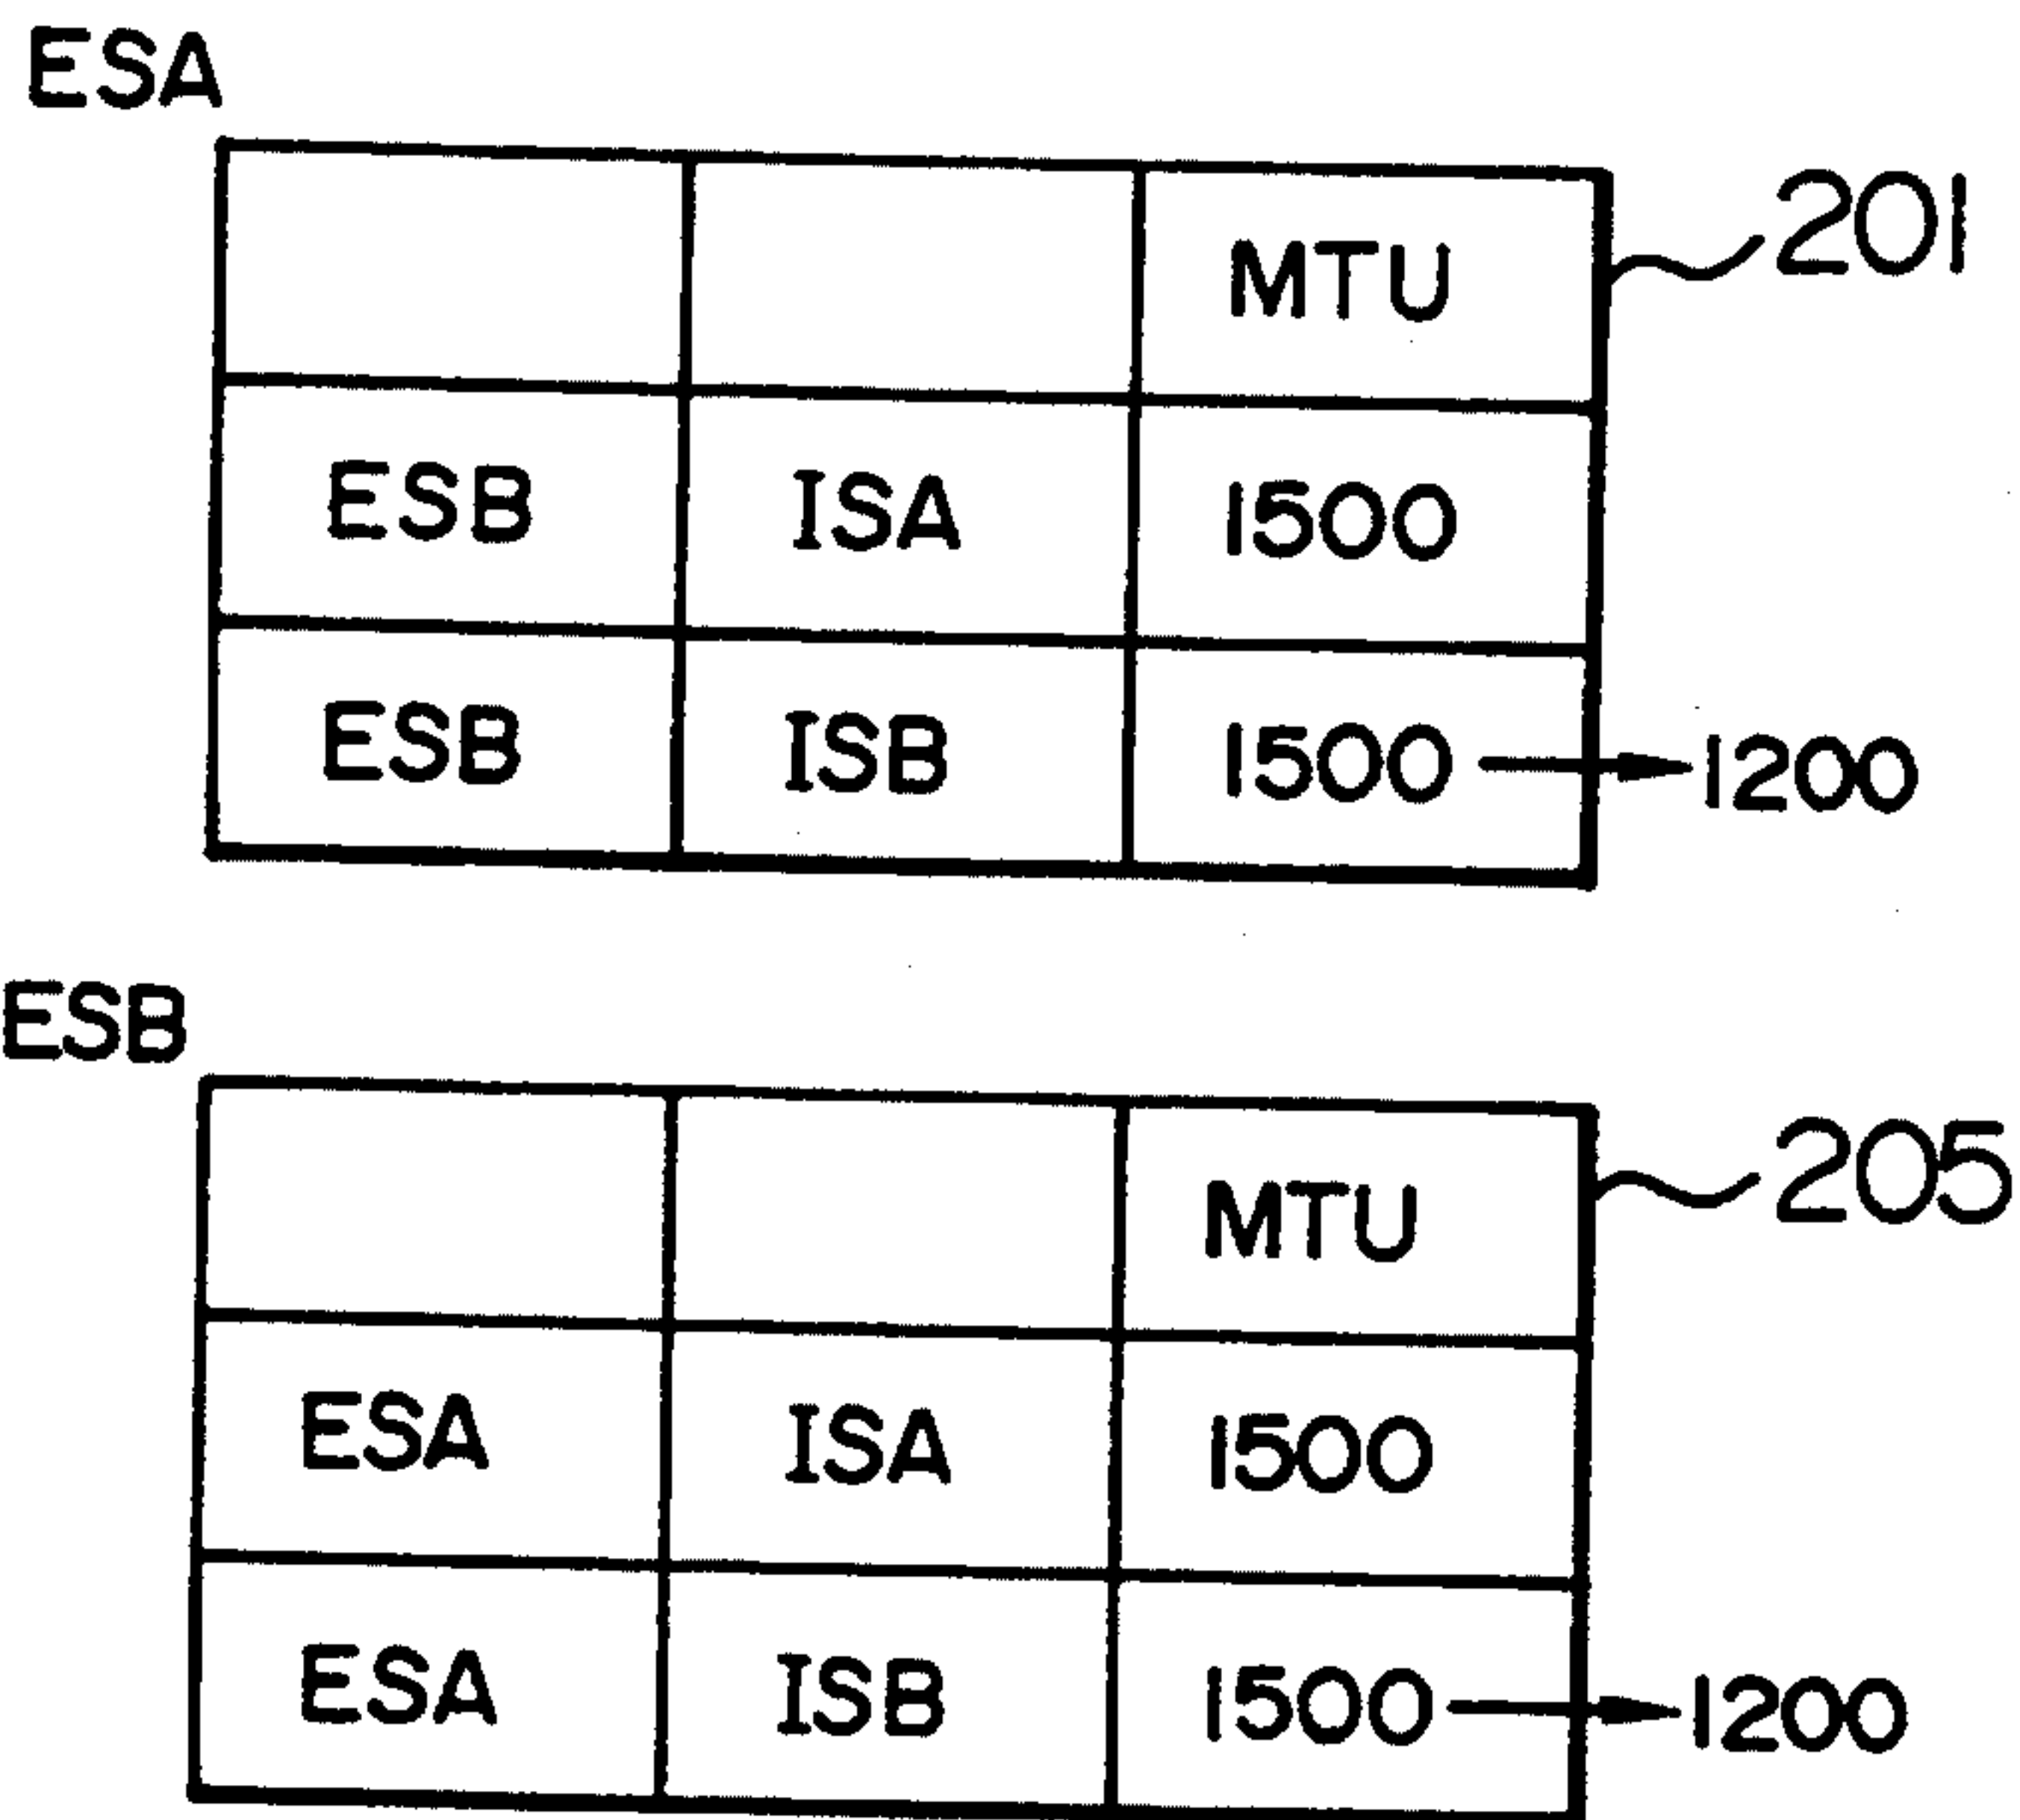 ESA
MTU 201
ESB ISA 1500
ESB ISB 1500 1200
ESB
MTU 205
ESA ISA 1500
ESA ISB 1500 1200